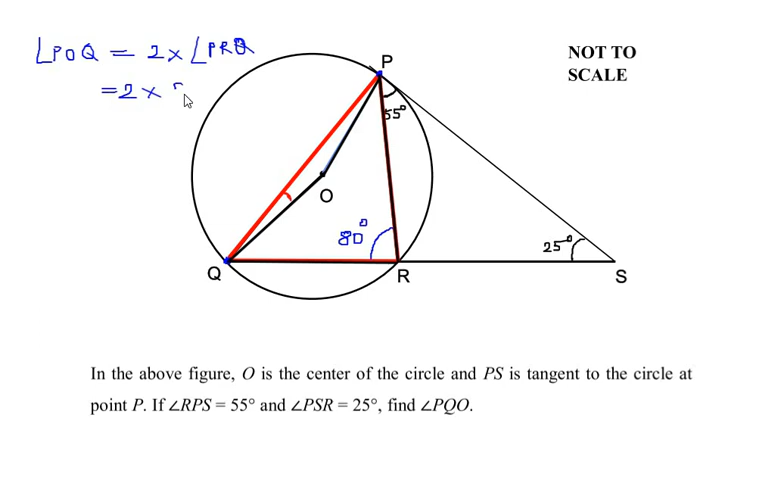 ∠POQ = 2 × ∠PRQ
= 2 ×
P
NOT TO
SCALE
55°
O
80°
25°
Q
R
S
In the above figure, O is the center of the circle and PS is tangent to the circle at
point P. If ∠RPS = 55° and ∠PSR = 25°, find ∠PQO.